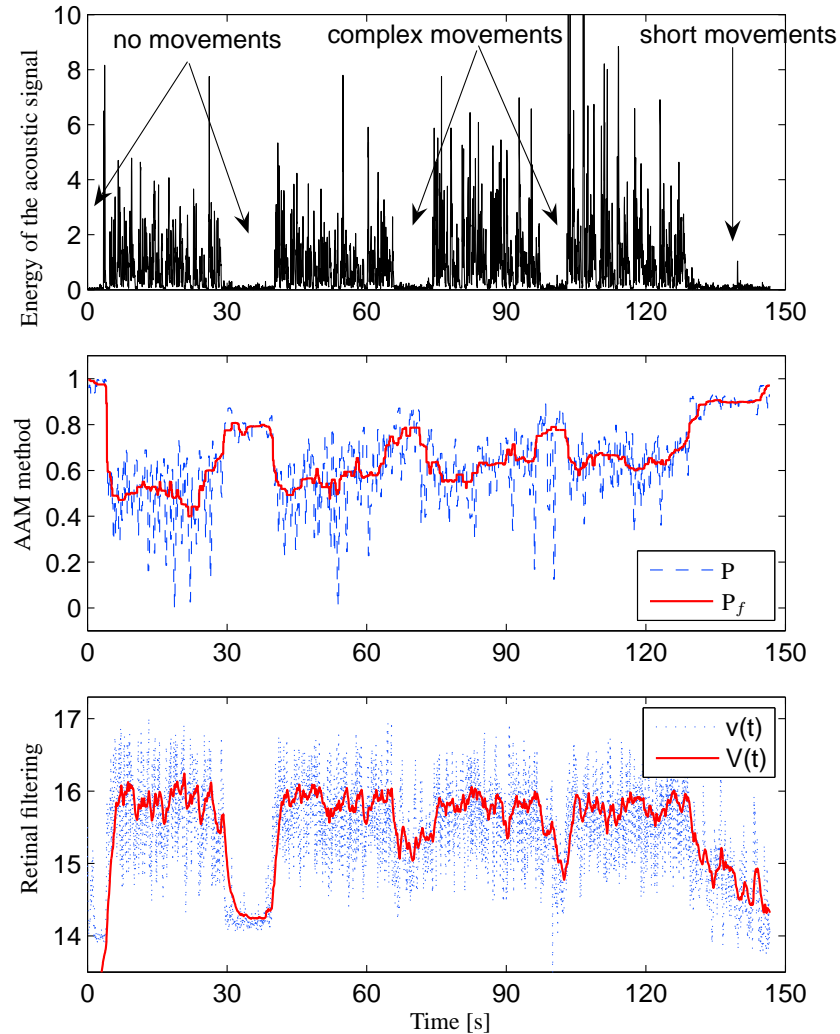 no movements
complex movements
short movements
Energy of the acoustic signal
10
8
6
4
2
0
0 30 60 90 120 150
AAM method
1
0.8
0.6
0.4
0.2
0
P
P_f
0 30 60 90 120 150
Retinal filtering
17
16
15
14
v(t)
V(t)
0 30 60 90 120 150
Time [s]